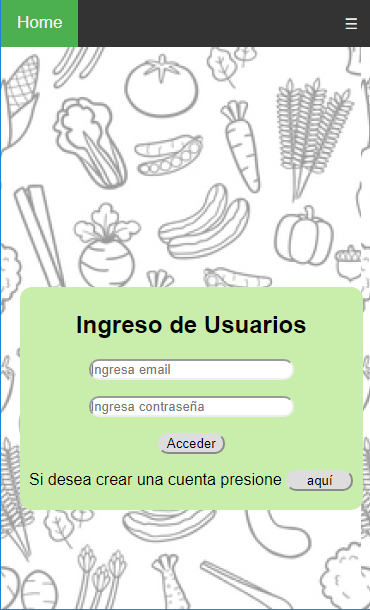 Home ☰
Ingreso de Usuarios
Ingresa email
Ingresa contraseña
Acceder
Si desea crear una cuenta presione aquí